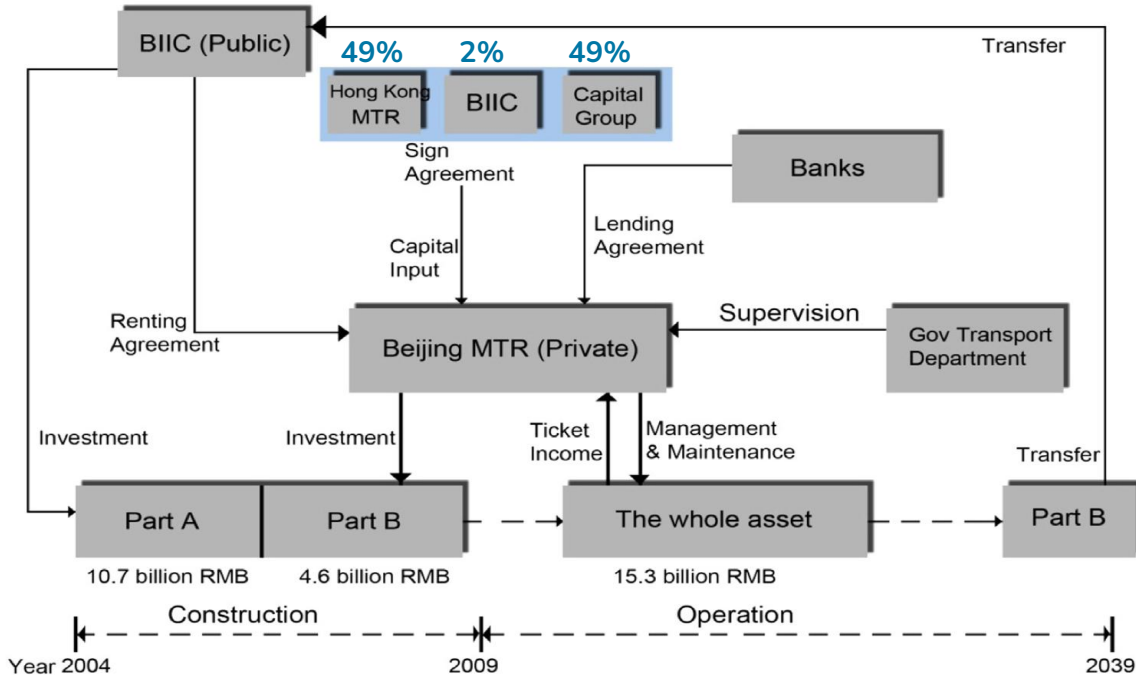 BIIC (Public)
Transfer
49%
2%
49%
Hong Kong
MTR
BIIC
Capital
Group
Sign
Agreement
Banks
Lending
Agreement
Capital
Input
Renting
Agreement
Beijing MTR (Private)
Supervision
Gov Transport
Department
Investment
Investment
Ticket
Income
Management
& Maintenance
Transfer
Part A
Part B
The whole asset
Part B
10.7 billion RMB
4.6 billion RMB
15.3 billion RMB
Construction
Operation
Year 2004
2009
2039